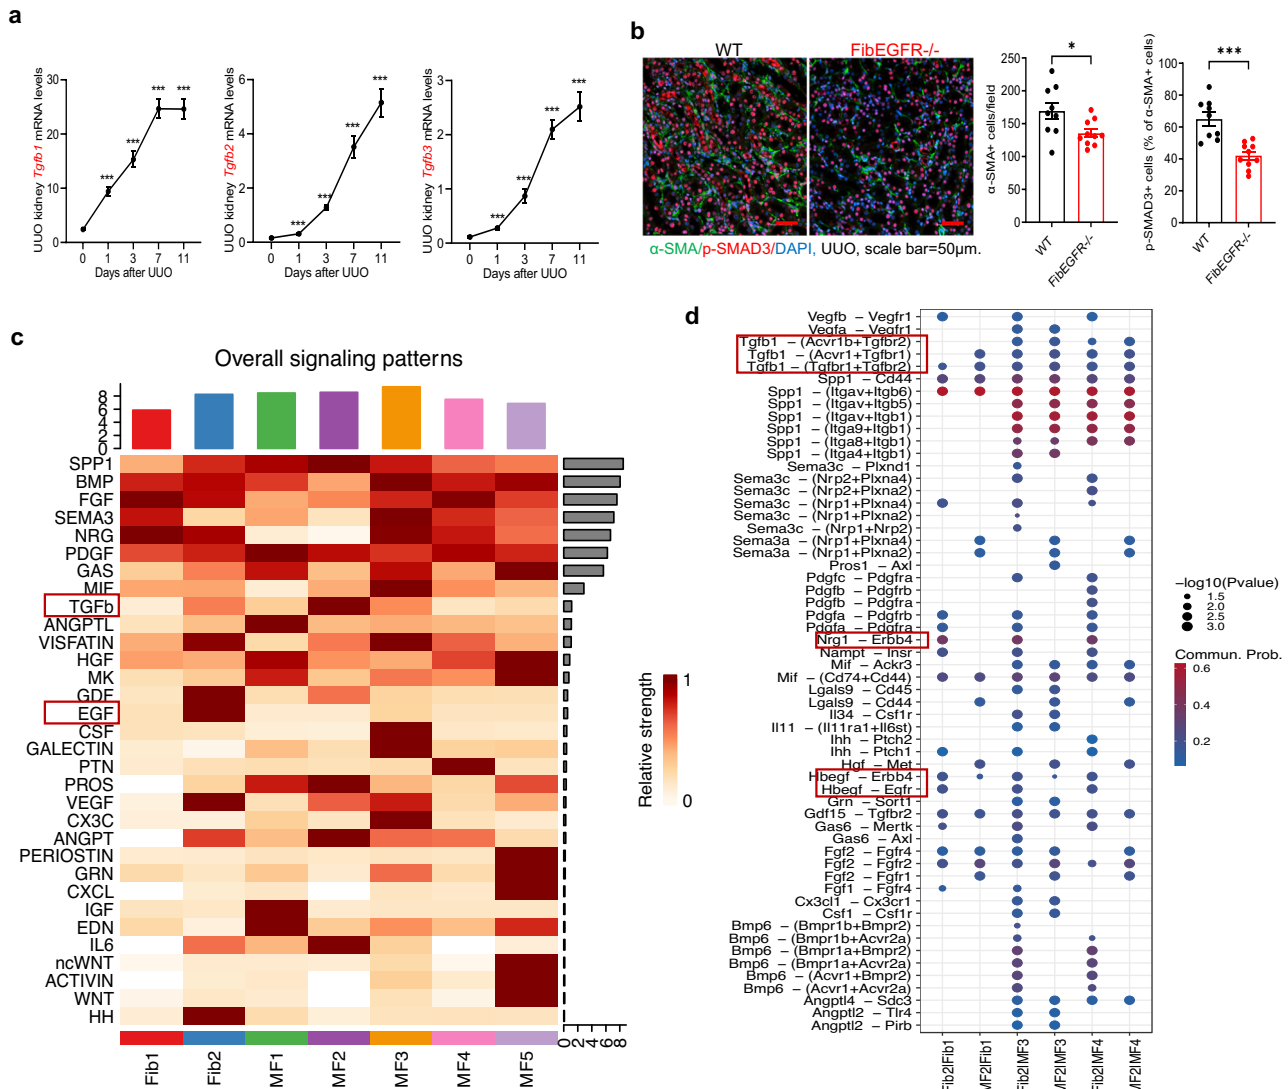 a
UUO kidney Tgfb1 mRNA levels
30
20
10
0
***
***
***
***
0 1 3 7 11
Days after UUO
UUO kidney Tgfb2 mRNA levels
6
4
2
0
***
***
***
***
0 1 3 7 11
Days after UUO
UUO kidney Tgfb3 mRNA levels
3
2
1
0
***
***
***
***
0 1 3 7 11
Days after UUO
b
WT FibEGFR-/-
α-SMA/p-SMAD3/DAPI, UUO, scale bar=50μm.
α-SMA+ cells/field
250
200
150
100
50
0
*
WT
FibEGFR-/-
p-SMAD3+ cells (% of α-SMA+ cells)
100
80
60
40
20
0
***
WT
FibEGFR-/-
c
Overall signaling patterns
8
6
4
2
0
SPP1
BMP
FGF
SEMA3
NRG
PDGF
GAS
MIF
TGFb
ANGPTL
VISFATIN
HGF
MK
GDF
EGF
CSF
GALECTIN
PTN
PROS
VEGF
CX3C
ANGPT
PERIOSTIN
GRN
CXCL
IGF
EDN
IL6
ncWNT
ACTIVIN
WNT
HH
Fib1
Fib2
MF1
MF2
MF3
MF4
MF5
0 2 4 6 8
Relative strength
1
0
d
Vegfb – Vegfr1
Vegfa – Vegfr1
Tgfb1 – (Acvr1b+Tgfbr2)
Tgfb1 – (Acvr1+Tgfbr1)
Tgfb1 – (Tgfbr1+Tgfbr2)
Spp1 – Cd44
Spp1 – (Itgav+Itgb6)
Spp1 – (Itgav+Itgb5)
Spp1 – (Itgav+Itgb1)
Spp1 – (Itga9+Itgb1)
Spp1 – (Itga8+Itgb1)
Spp1 – (Itga4+Itgb1)
Sema3c – Plxnd1
Sema3c – (Nrp2+Plxna4)
Sema3c – (Nrp2+Plxna2)
Sema3c – (Nrp1+Plxna4)
Sema3c – (Nrp1+Plxna2)
Sema3c – (Nrp1+Nrp2)
Sema3a – (Nrp1+Plxna4)
Sema3a – (Nrp1+Plxna2)
Pros1 – Axl
Pdgfc – Pdgfra
Pdgfb – Pdgfrb
Pdgfb – Pdgfra
Pdgfa – Pdgfrb
Pdgfa – Pdgfra
Nrg1 – Erbb4
Nampt – Insr
Mif – Ackr3
Mif – (Cd74+Cd44)
Lgals9 – Cd45
Lgals9 – Cd44
Il34 – Csf1r
Il11 – (Il11ra1+Il6st)
Ihh – Ptch2
Ihh – Ptch1
Hgf – Met
Hbegf – Erbb4
Hbegf – Egfr
Grn – Sort1
Gdf15 – Tgfbr2
Gas6 – Mertk
Gas6 – Axl
Fgf2 – Fgfr4
Fgf2 – Fgfr2
Fgf2 – Fgfr1
Fgf1 – Fgfr4
Cx3cl1 – Cx3cr1
Csf1 – Csf1r
Bmp6 – (Bmpr1b+Bmpr2)
Bmp6 – (Bmpr1b+Acvr2a)
Bmp6 – (Bmpr1a+Bmpr2)
Bmp6 – (Bmpr1a+Acvr2a)
Bmp6 – (Acvr1+Bmpr2)
Bmp6 – (Acvr1+Acvr2a)
Angptl4 – Sdc3
Angptl2 – Tlr4
Angptl2 – Pirb
Fib2|Fib1
MF2|Fib1
Fib2|MF3
MF2|MF3
Fib2|MF4
MF2|MF4
–log10(Pvalue)
1.5
2.0
2.5
3.0
Commun. Prob.
0.6
0.4
0.2